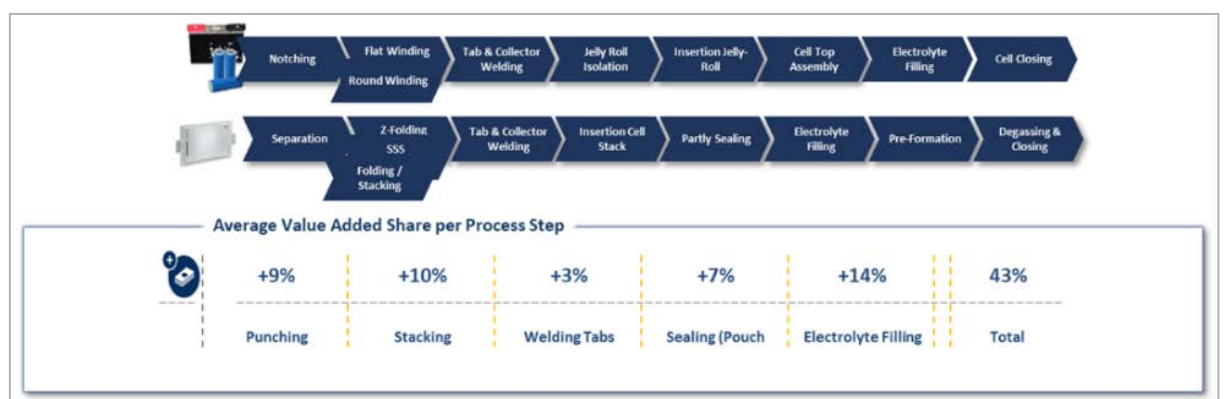 Notching
Flat Winding
Round Winding
Tab & Collector
Welding
Jelly Roll
Isolation
Insertion Jelly-
Roll
Cell Top
Assembly
Electrolyte
Filling
Cell Closing
Separation
Z-Folding
SSS
Folding /
Stacking
Tab & Collector
Welding
Insertion Cell
Stack
Partly Sealing
Electrolyte
Filling
Pre-Formation
Degassing &
Closing
Average Value Added Share per Process Step
+9% +10% +3% +7% +14% 43%
Punching Stacking Welding Tabs Sealing (Pouch Electrolyte Filling Total